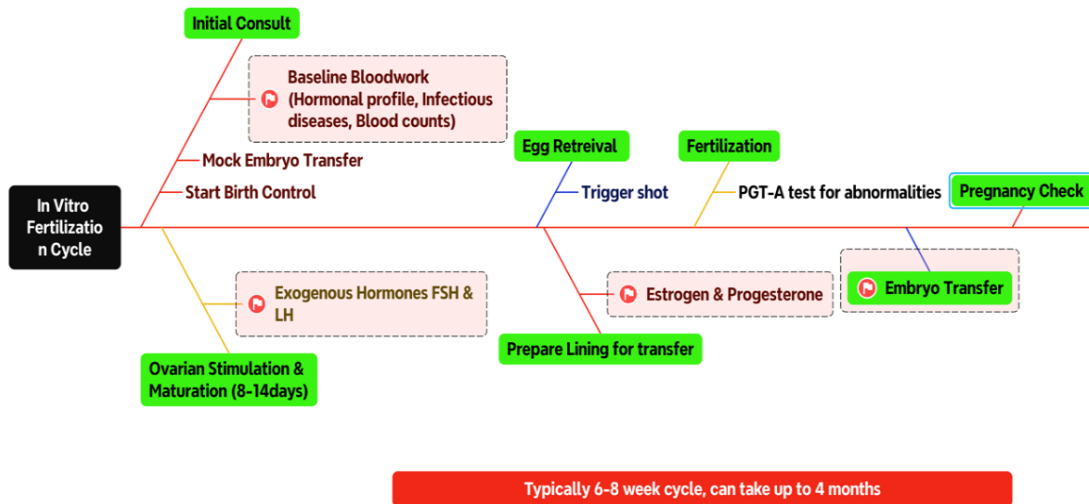 Initial Consult
Baseline Bloodwork
(Hormonal profile, Infectious
diseases, Blood counts)
Mock Embryo Transfer
Start Birth Control
Egg Retreival
Trigger shot
Fertilization
PGT-A test for abnormalities
Pregnancy Check
In Vitro
Fertilizatio
n Cycle
Exogenous Hormones FSH &
LH
Ovarian Stimulation &
Maturation (8-14days)
Estrogen & Progesterone
Prepare Lining for transfer
Embryo Transfer
Typically 6-8 week cycle, can take up to 4 months